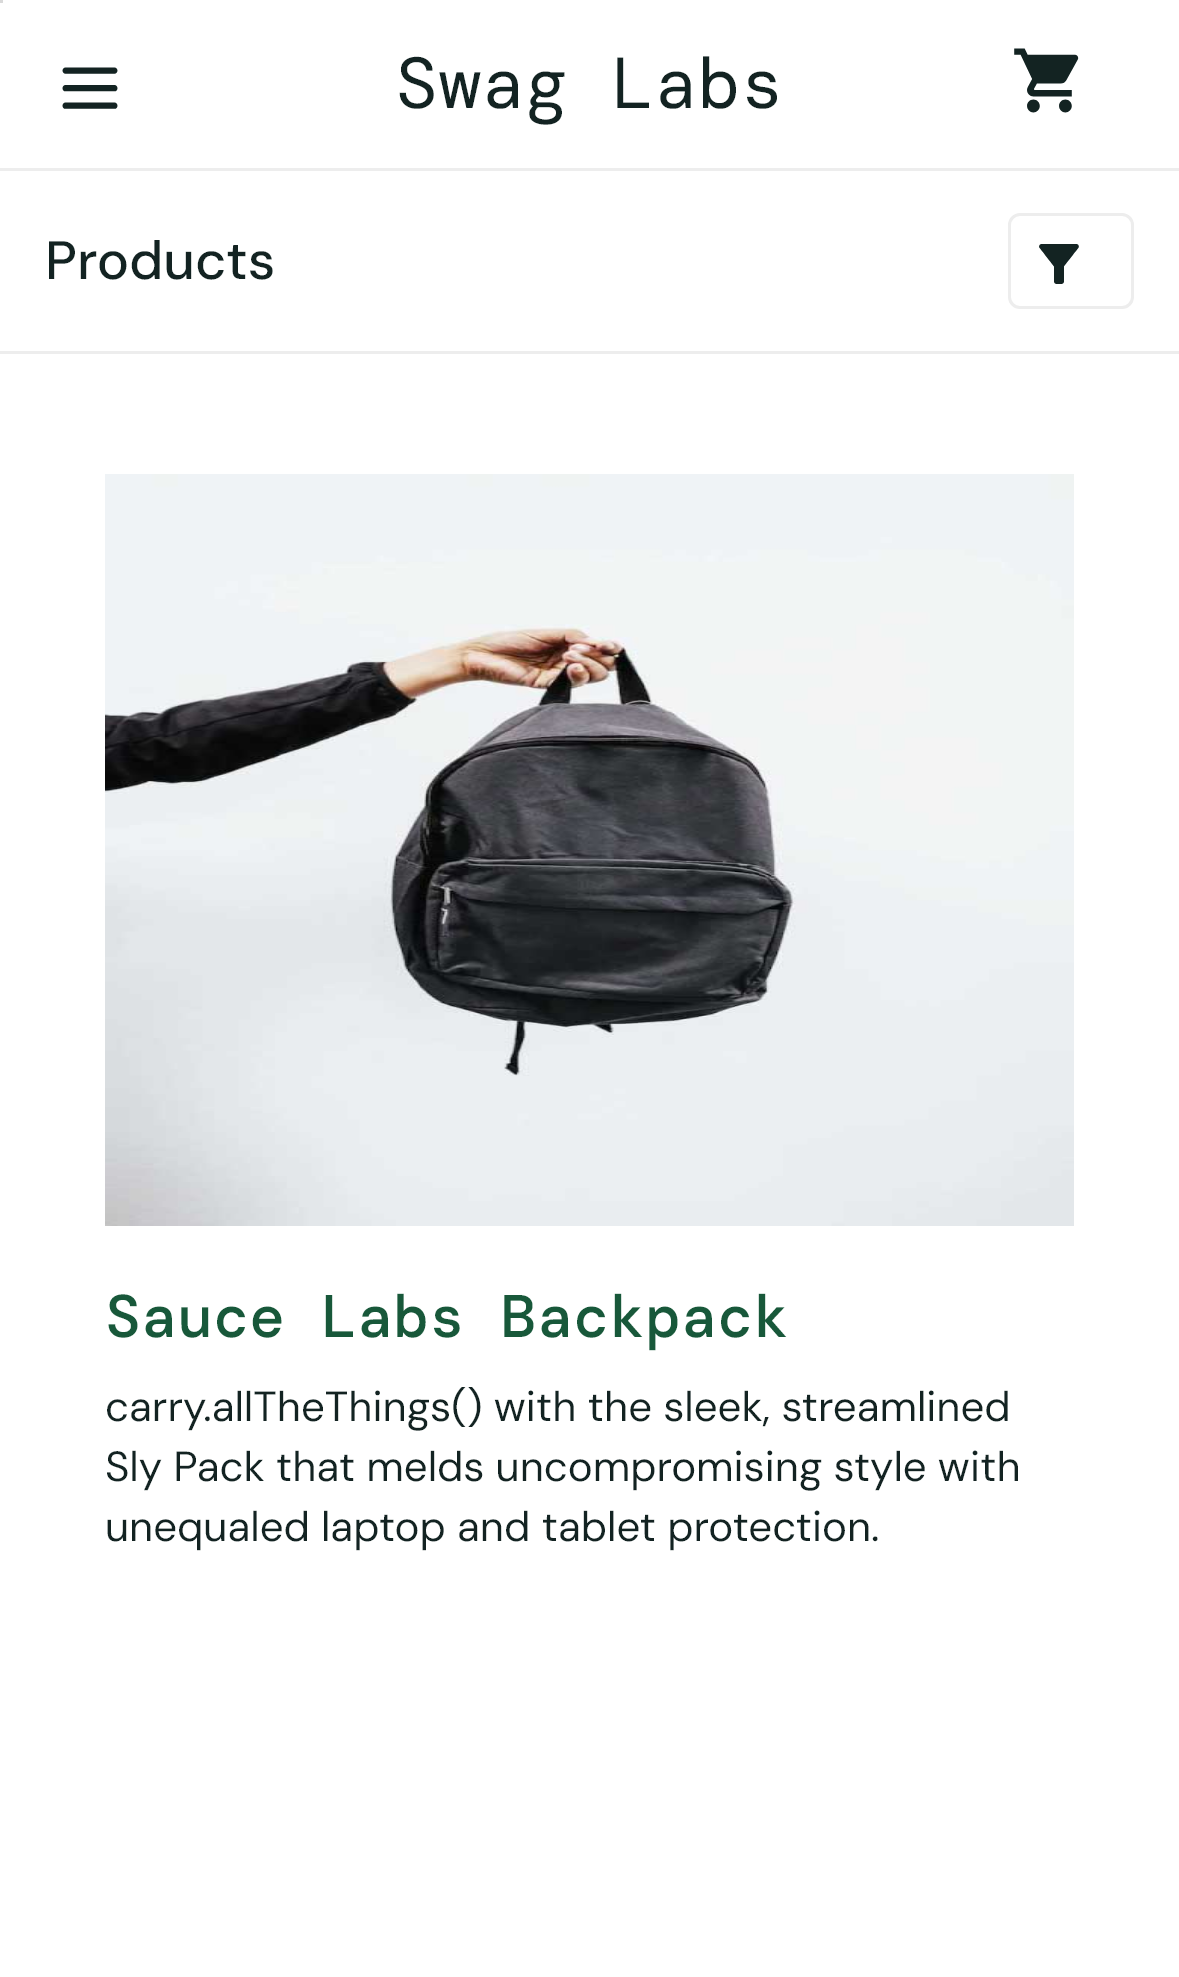 Swag Labs
Products
Sauce Labs Backpack
carry.allTheThings() with the sleek, streamlined
Sly Pack that melds uncompromising style with
unequaled laptop and tablet protection.